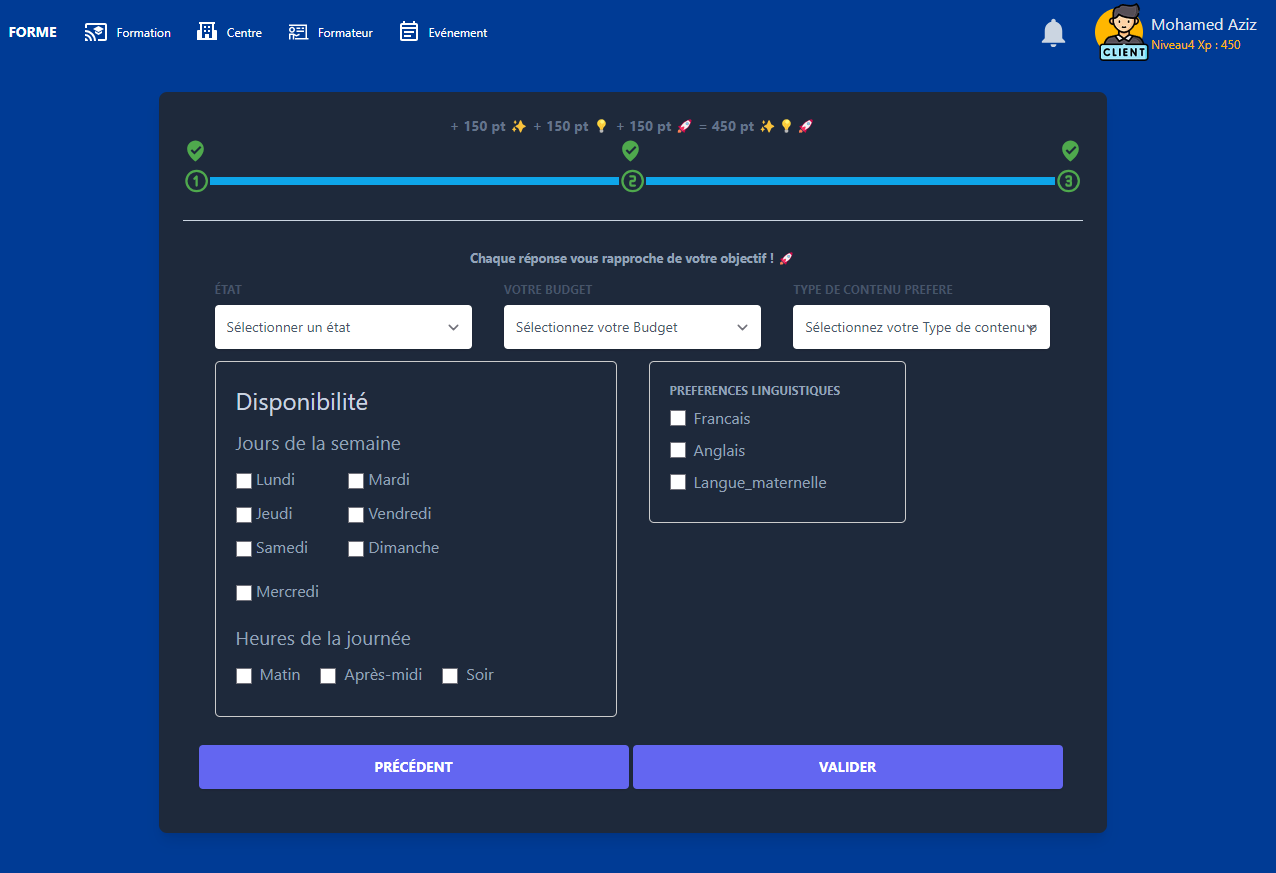 FORME Formation Centre Formateur Evénement
Mohamed Aziz
Niveau4 Xp : 450
CLIENT
+ 150 pt ✨ + 150 pt 💡 + 150 pt 🚀 = 450 pt ✨ 💡 🚀
1 2 3
Chaque réponse vous rapproche de votre objectif ! 🚀
ÉTAT VOTRE BUDGET TYPE DE CONTENU PREFERE
Sélectionner un état Sélectionnez votre Budget Sélectionnez votre Type de contenu p
Disponibilité
Jours de la semaine
Lundi Mardi
Jeudi Vendredi
Samedi Dimanche
Mercredi
Heures de la journée
Matin Après-midi Soir
PREFERENCES LINGUISTIQUES
Francais
Anglais
Langue_maternelle
PRÉCÉDENT VALIDER